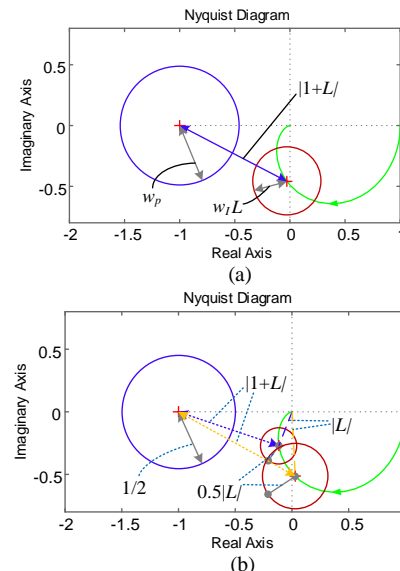 Nyquist Diagram
Imaginary Axis
0.5
0
-0.5
|1+L/
w_p
w_I L
-2 -1.5 -1 -0.5 0 0.5 1
Real Axis
(a)
Nyquist Diagram
Imaginary Axis
0.5
0
-0.5
|1+L/
|L/
1/2
0.5|L/
-2 -1.5 -1 -0.5 0 0.5 1
Real Axis
(b)